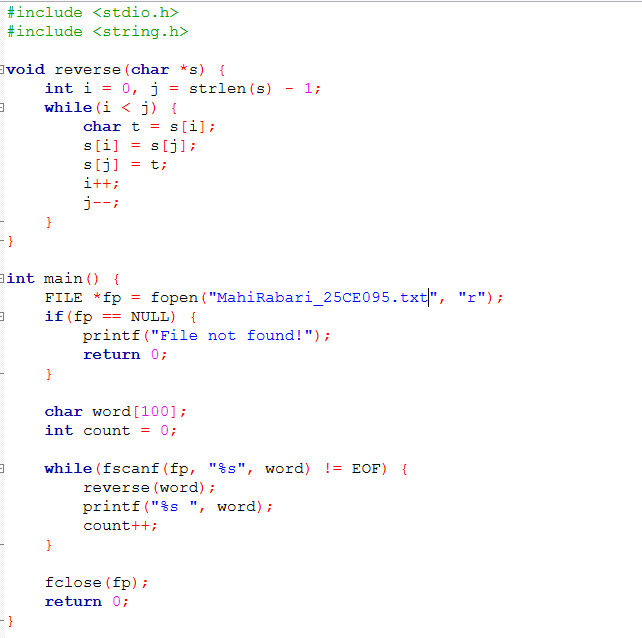 #include <stdio.h>
#include <string.h>

void reverse(char *s) {
    int i = 0, j = strlen(s) - 1;
    while(i < j) {
        char t = s[i];
        s[i] = s[j];
        s[j] = t;
        i++;
        j--;
    }
}

int main() {
    FILE *fp = fopen("MahiRabari_25CE095.txt", "r");
    if(fp == NULL) {
        printf("File not found!");
        return 0;
    }

    char word[100];
    int count = 0;

    while(fscanf(fp, "%s", word) != EOF) {
        reverse(word);
        printf("%s ", word);
        count++;
    }

    fclose(fp);
    return 0;
}